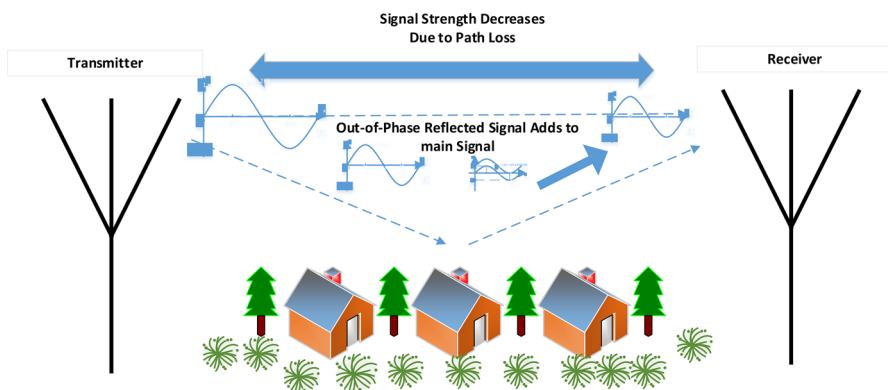 Signal Strength Decreases
Due to Path Loss
Transmitter
Receiver
Out-of-Phase Reflected Signal Adds to
main Signal